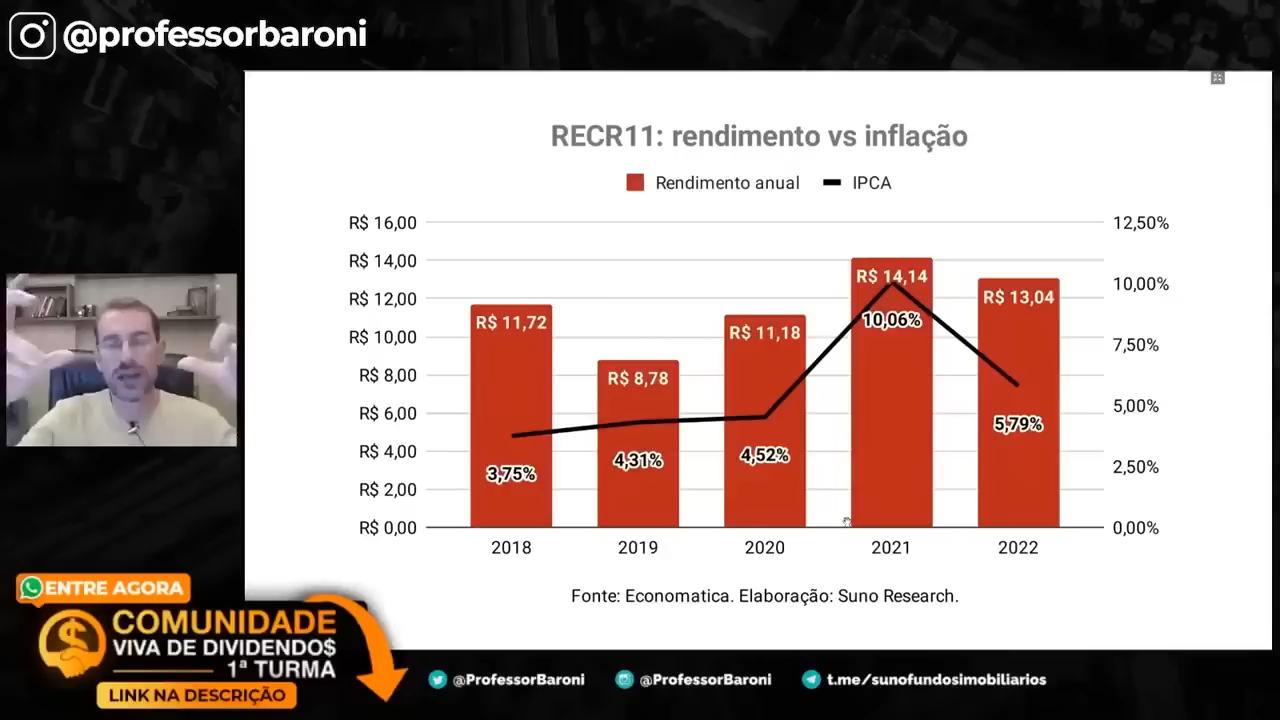 @professorbaroni
RECR11: rendimento vs inflação
Rendimento anual
IPCA
R$ 16,00
R$ 14,00
R$ 12,00
R$ 10,00
R$ 8,00
R$ 6,00
R$ 4,00
R$ 2,00
R$ 0,00
12,50%
10,00%
7,50%
5,00%
2,50%
0,00%
R$ 11,72
R$ 8,78
R$ 11,18
R$ 14,14
R$ 13,04
3,75%
4,31%
4,52%
10,06%
5,79%
2018
2019
2020
2021
2022
Fonte: Economatica. Elaboração: Suno Research.
ENTRE AGORA
COMUNIDADE
VIVA DE DIVIDENDO$
1ª TURMA
LINK NA DESCRIÇÃO
@ProfessorBaroni
@ProfessorBaroni
t.me/sunofundosimobiliarios